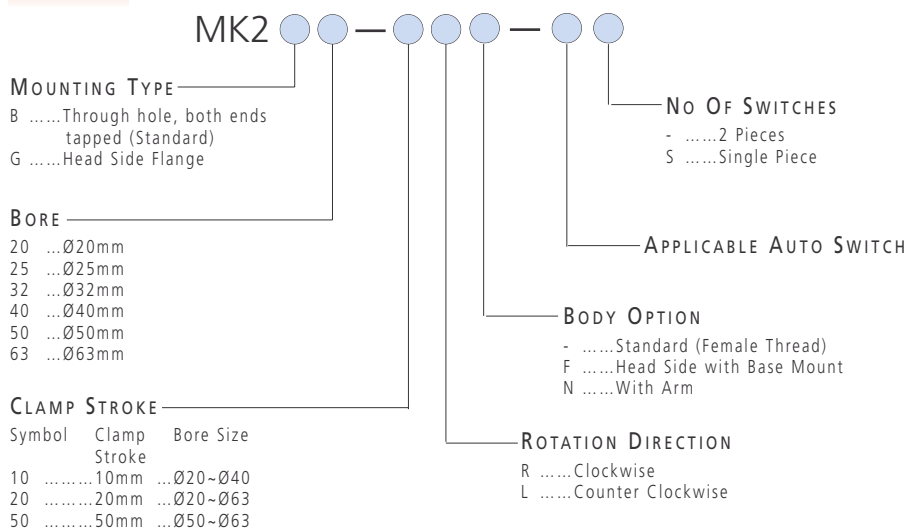 MK2 — —
MOUNTING TYPE
B ......Through hole, both ends
tapped (Standard)
G ......Head Side Flange
BORE
20 ...Ø20mm
25 ...Ø25mm
32 ...Ø32mm
40 ...Ø40mm
50 ...Ø50mm
63 ...Ø63mm
CLAMP STROKE
Symbol Clamp Bore Size
Stroke
10 .........10mm ...Ø20~Ø40
20 .........20mm ...Ø20~Ø63
50 .........50mm ...Ø50~Ø63
NO OF SWITCHES
- ......2 Pieces
S ......Single Piece
APPLICABLE AUTO SWITCH
BODY OPTION
- ......Standard (Female Thread)
F ......Head Side with Base Mount
N ......With Arm
ROTATION DIRECTION
R ......Clockwise
L ......Counter Clockwise